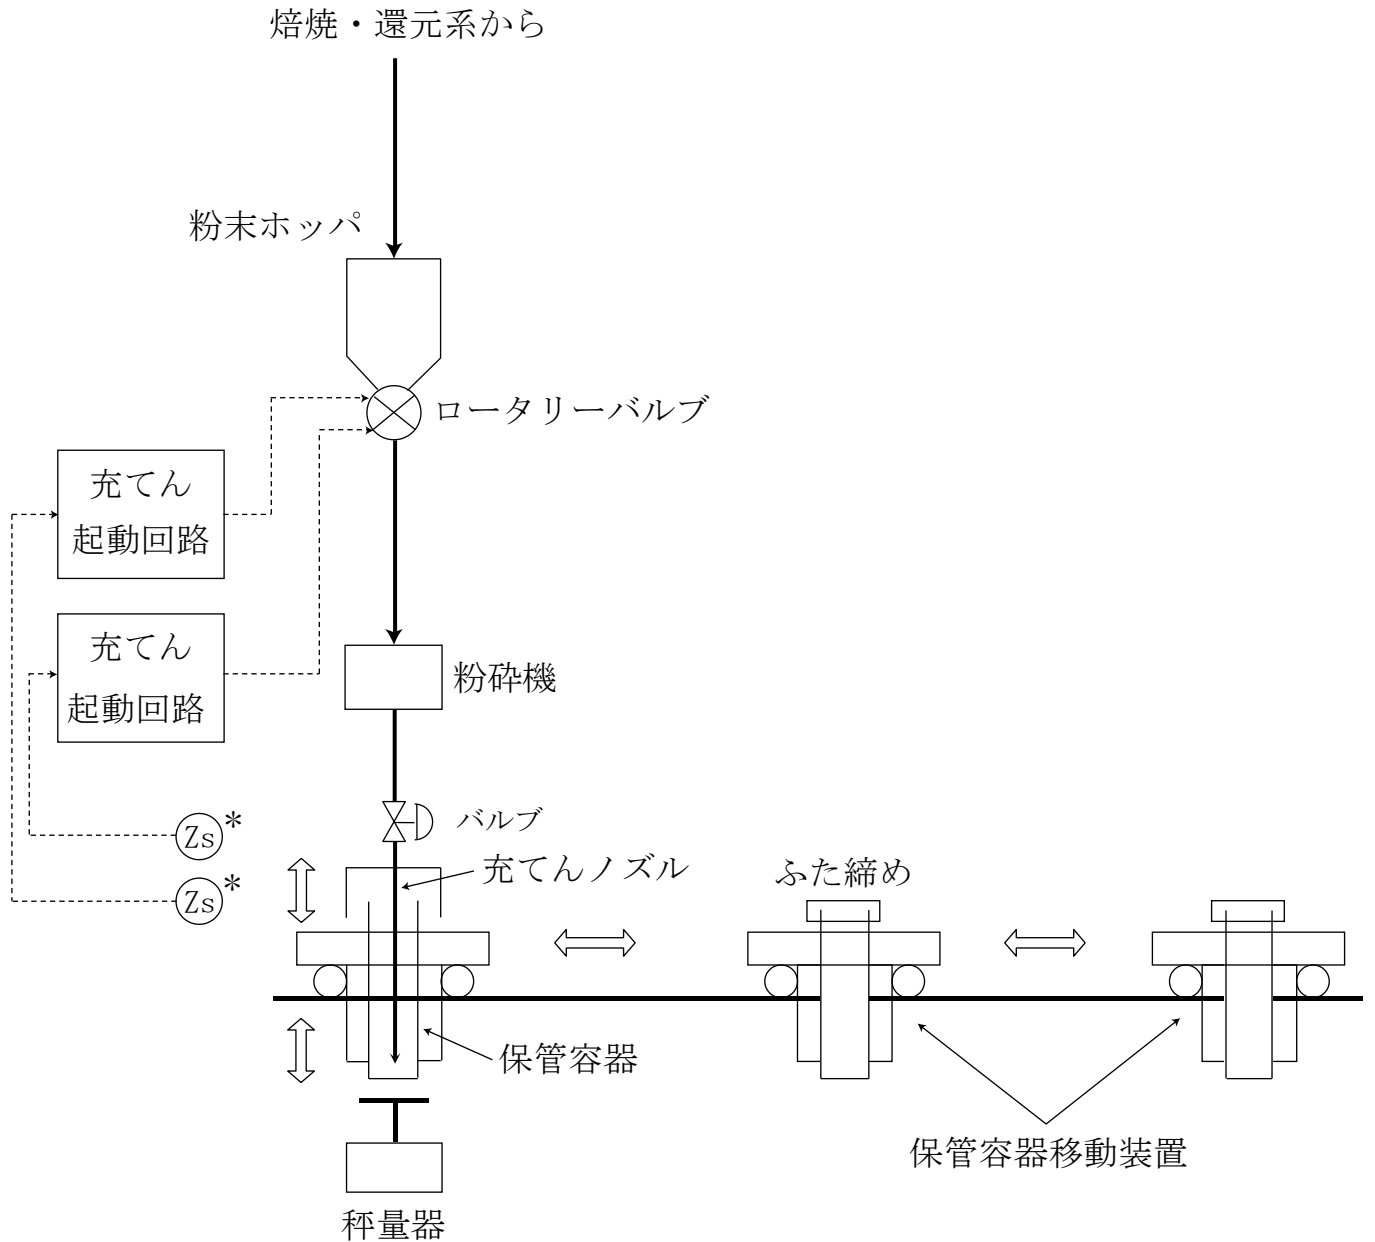 焙焼・還元系から
粉末ホッパ
ロータリーバルブ
充てん
起動回路
充てん
起動回路
粉砕機
Zs*
バルブ
Zs*
充てんノズル
ふた締め
保管容器
保管容器移動装置
秤量器